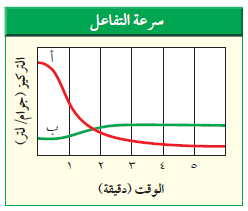 سرعة التفاعل
التركيز (جرام/ لتر)
أ
ب
١ ٢ ٣ ٤ ٥
الوقت (دقيقة)